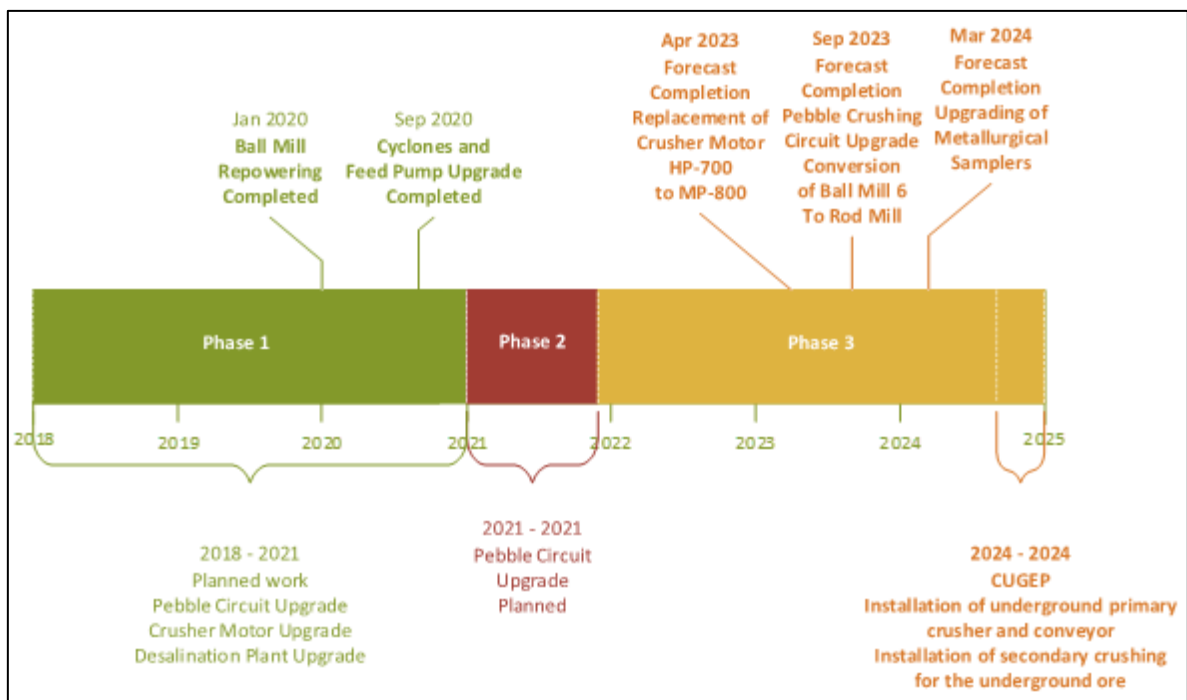 Apr 2023
Forecast
Completion
Replacement of
Crusher Motor
HP-700
to MP-800
Sep 2023
Forecast
Completion
Pebble Crushing
Circuit Upgrade
Conversion
of Ball Mill 6
To Rod Mill
Mar 2024
Forecast
Completion
Upgrading of
Metallurgical
Samplers
Jan 2020
Ball Mill
Repowering
Completed
Sep 2020
Cyclones and
Feed Pump Upgrade
Completed
Phase 1
Phase 2
Phase 3
2018
2019
2020
2021
2022
2023
2024
2025
2018 - 2021
Planned work
Pebble Circuit Upgrade
Crusher Motor Upgrade
Desalination Plant Upgrade
2021 - 2021
Pebble Circuit
Upgrade
Planned
2024 - 2024
CUGEP
Installation of underground primary
crusher and conveyor
Installation of secondary crushing
for the underground ore